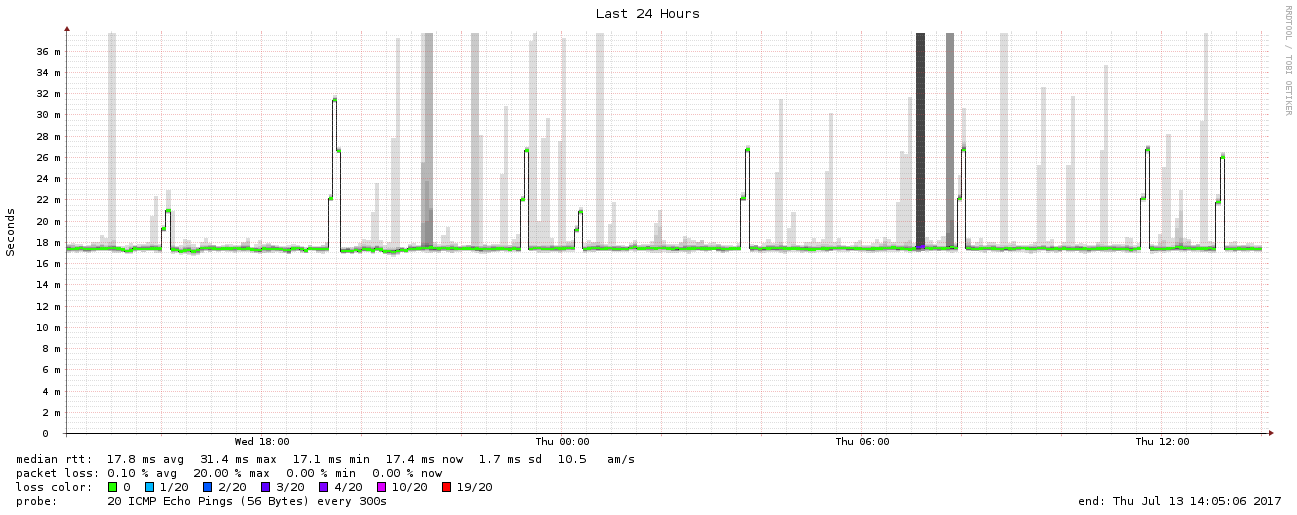 Last 24 Hours
RRDTOOL / TOBI OETIKER
Seconds
36 m
34 m
32 m
30 m
28 m
26 m
24 m
22 m
20 m
18 m
16 m
14 m
12 m
10 m
8 m
6 m
4 m
2 m
0
Wed 18:00 Thu 00:00 Thu 06:00 Thu 12:00
median rtt: 17.8 ms avg 31.4 ms max 17.1 ms min 17.4 ms now 1.7 ms sd 10.5 am/s
packet loss: 0.10 % avg 20.00 % max 0.00 % min 0.00 % now
loss color: 0 1/20 2/20 3/20 4/20 10/20 19/20
probe: 20 ICMP Echo Pings (56 Bytes) every 300s end: Thu Jul 13 14:05:06 2017